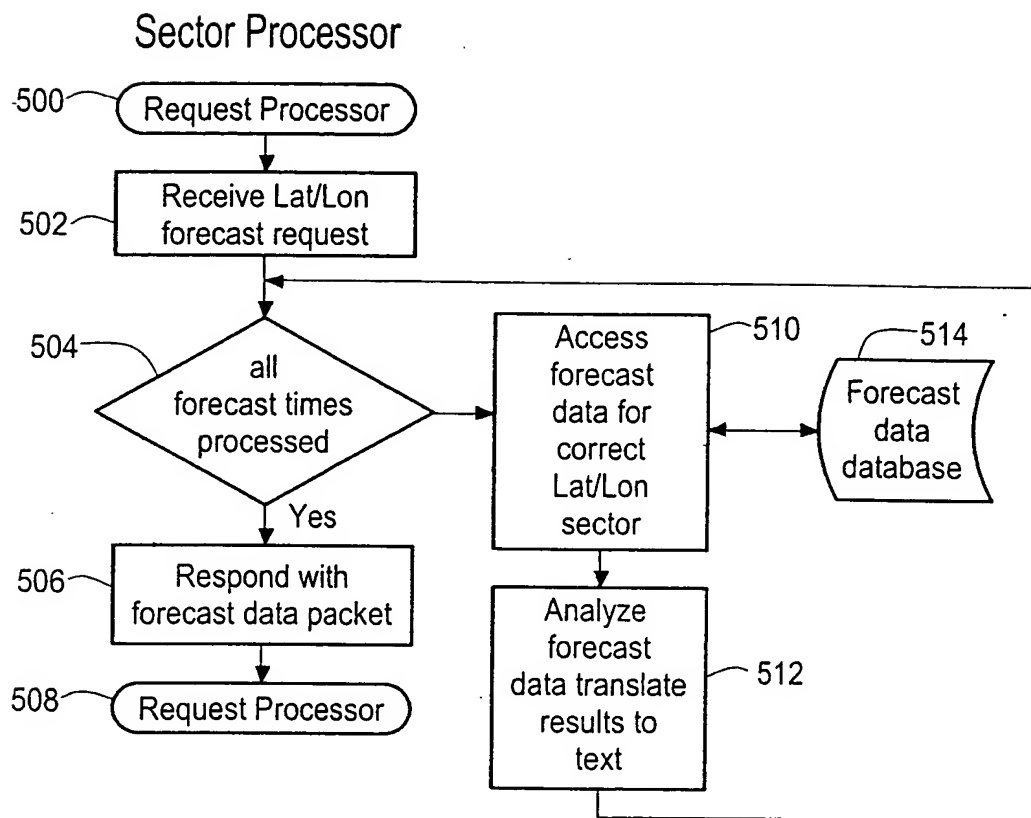 Sector Processor
500
Request Processor
502
Receive Lat/Lon
forecast request
504
all
forecast times
processed
Yes
506
Respond with
forecast data packet
508
Request Processor
510
Access
forecast
data for
correct
Lat/Lon
sector
514
Forecast
data
database
512
Analyze
forecast
data translate
results to
text